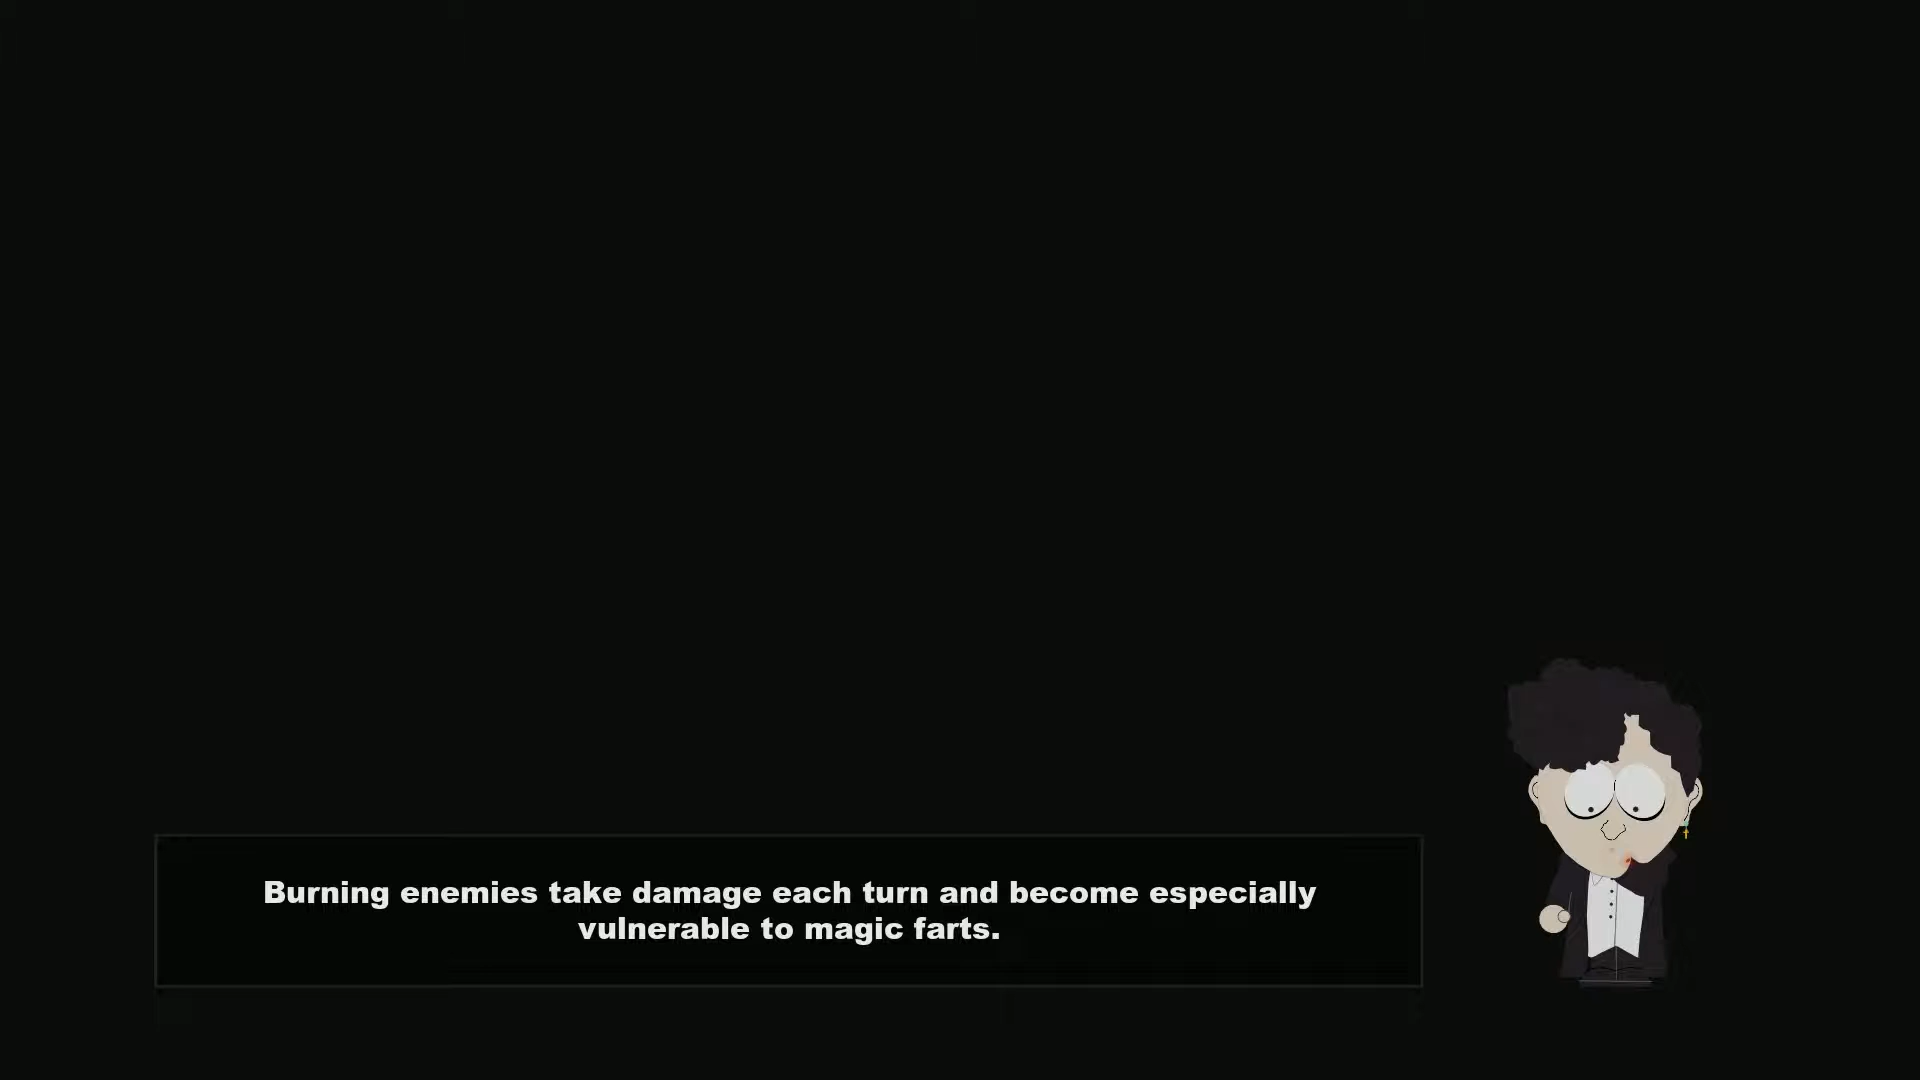 Burning enemies take damage each turn and become especially
vulnerable to magic farts.